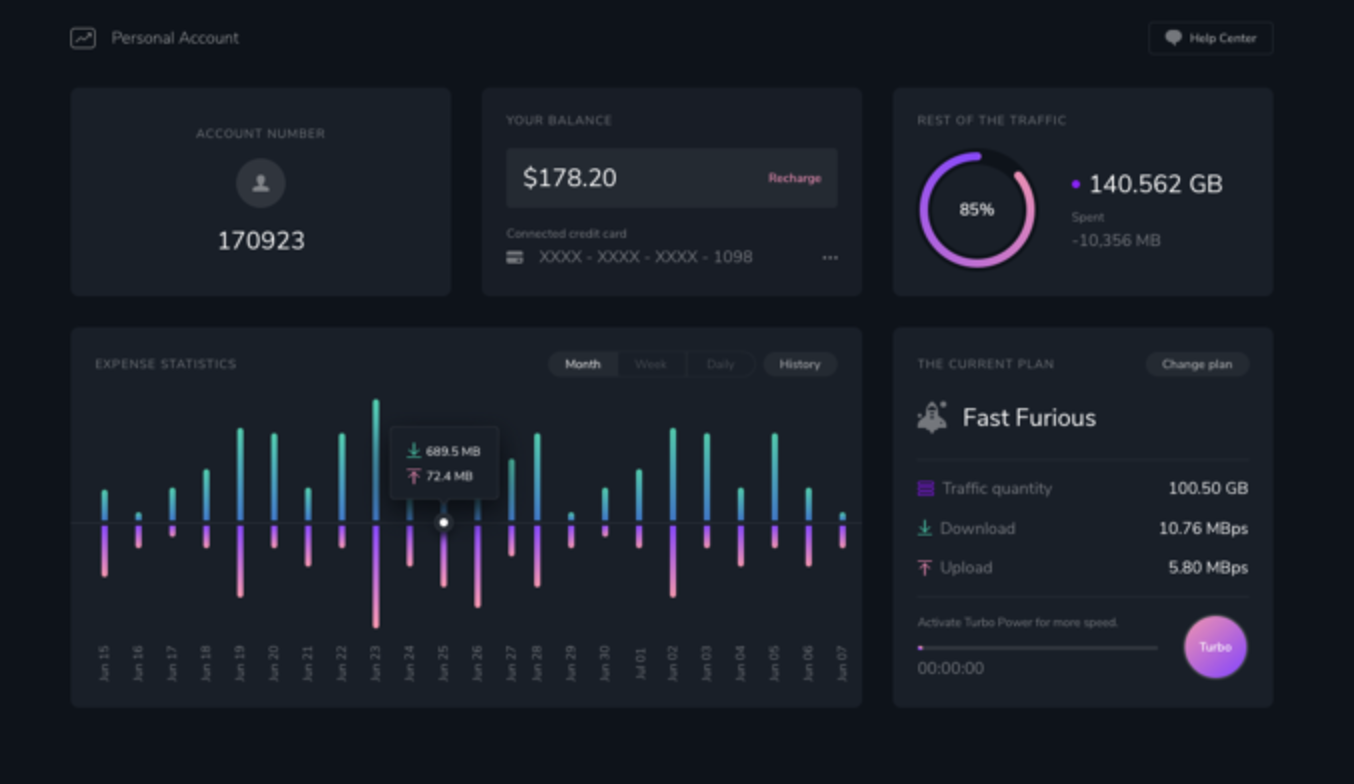 Personal Account
Help Center
ACCOUNT NUMBER
170923
YOUR BALANCE
$178.20
Recharge
Connected credit card
XXXX - XXXX - XXXX - 1098
REST OF THE TRAFFIC
85%
140.562 GB
Spent
-10,356 MB
EXPENSE STATISTICS
Month
Week
Daily
History
689.5 MB
72.4 MB
Jun 15
Jun 16
Jun 17
Jun 18
Jun 19
Jun 20
Jun 21
Jun 22
Jun 23
Jun 24
Jun 25
Jun 26
Jun 27
Jun 28
Jun 29
Jun 30
Jul 01
Jun 02
Jun 03
Jun 04
Jun 05
Jun 06
Jun 07
THE CURRENT PLAN
Change plan
Fast Furious
Traffic quantity
100.50 GB
Download
10.76 MBps
Upload
5.80 MBps
Activate Turbo Power for more speed.
00:00:00
Turbo